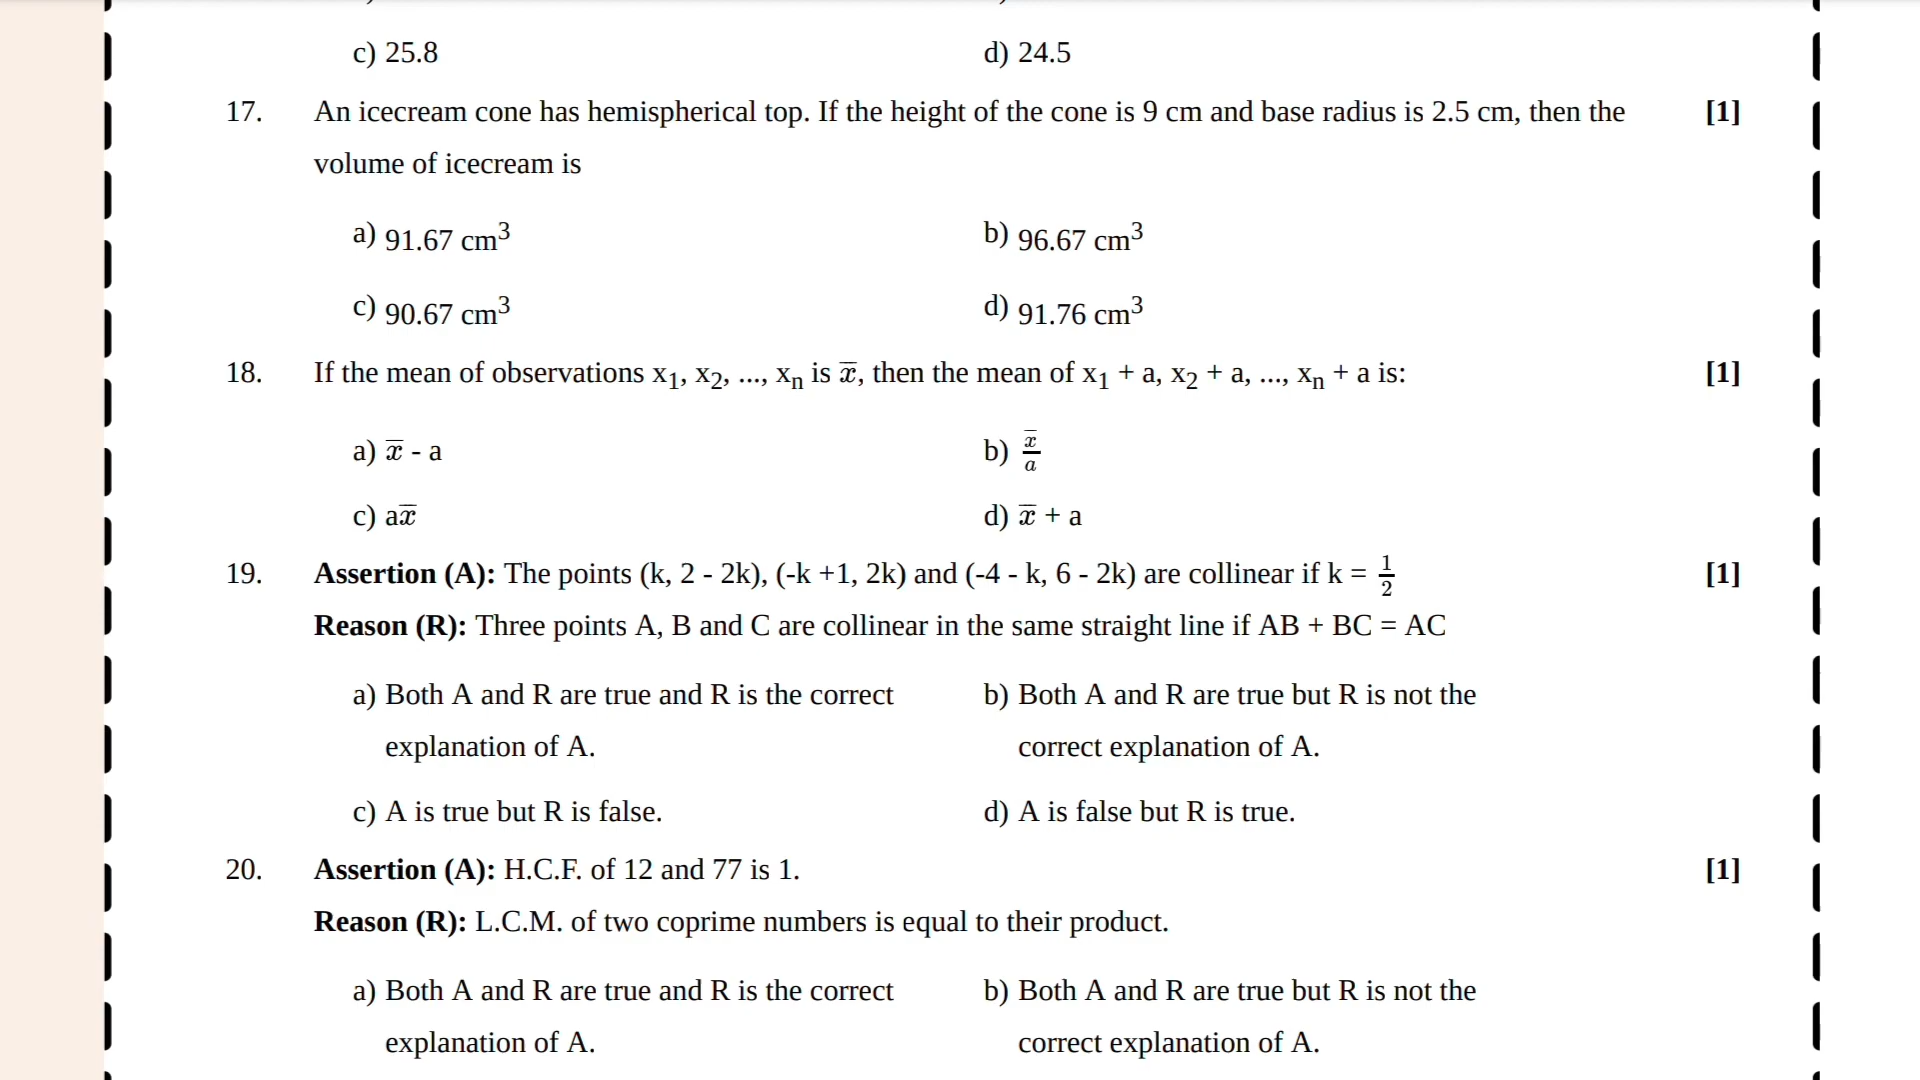 c) 25.8 d) 24.5
17. An icecream cone has hemispherical top. If the height of the cone is 9 cm and base radius is 2.5 cm, then the [1]
volume of icecream is
a) 91.67 cm³ b) 96.67 cm³
c) 90.67 cm³ d) 91.76 cm³
18. If the mean of observations x₁, x₂, ..., xₙ is x̅, then the mean of x₁ + a, x₂ + a, ..., xₙ + a is: [1]
a) x̅ - a b) x̅/a
c) ax̅ d) x̅ + a
19. Assertion (A): The points (k, 2 - 2k), (-k +1, 2k) and (-4 - k, 6 - 2k) are collinear if k = 1/2 [1]
Reason (R): Three points A, B and C are collinear in the same straight line if AB + BC = AC
a) Both A and R are true and R is the correct b) Both A and R are true but R is not the
explanation of A. correct explanation of A.
c) A is true but R is false. d) A is false but R is true.
20. Assertion (A): H.C.F. of 12 and 77 is 1. [1]
Reason (R): L.C.M. of two coprime numbers is equal to their product.
a) Both A and R are true and R is the correct b) Both A and R are true but R is not the
explanation of A. correct explanation of A.